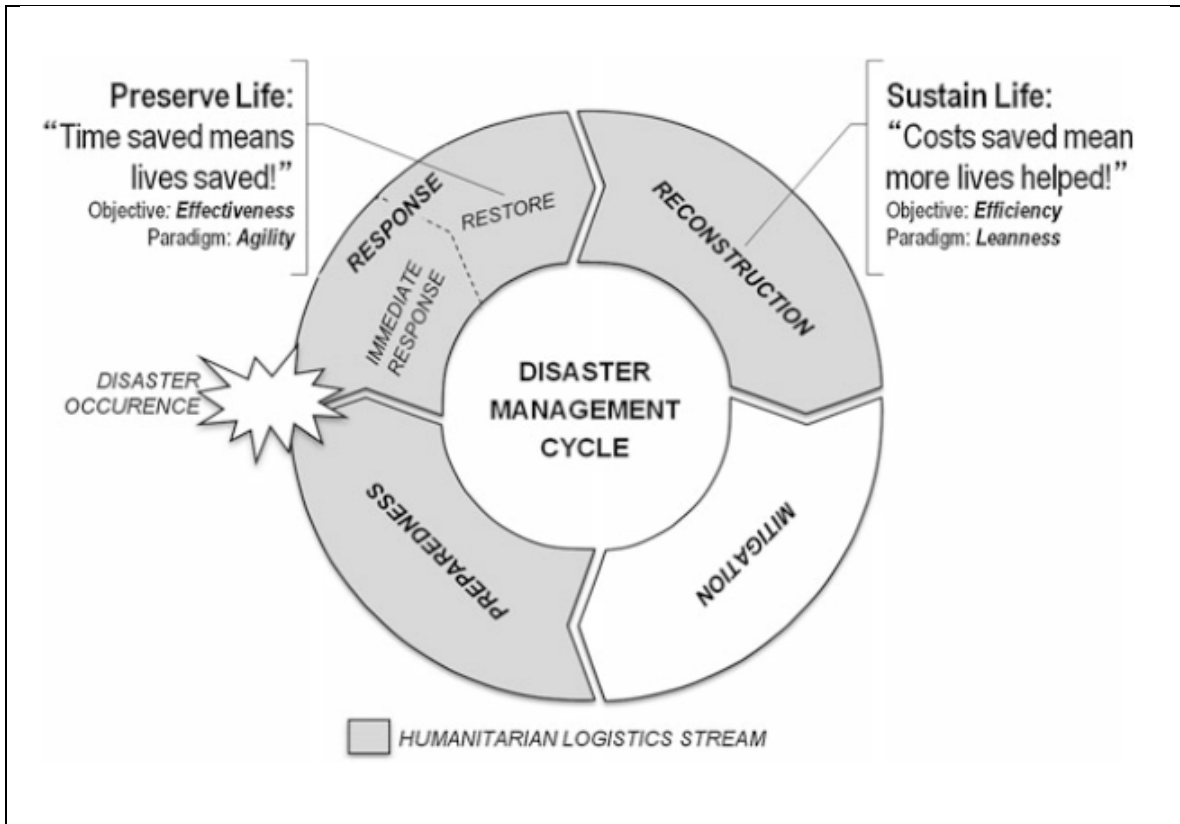 Preserve Life:
“Time saved means
lives saved!”
Objective: Effectiveness
Paradigm: Agility
Sustain Life:
“Costs saved mean
more lives helped!”
Objective: Efficiency
Paradigm: Leanness
RESPONSE
RESTORE
IMMEDIATE
RESPONSE
RECONSTRUCTION
DISASTER
OCCURENCE
DISASTER
MANAGEMENT
CYCLE
PREPAREDNESS
MITIGATION
HUMANITARIAN LOGISTICS STREAM